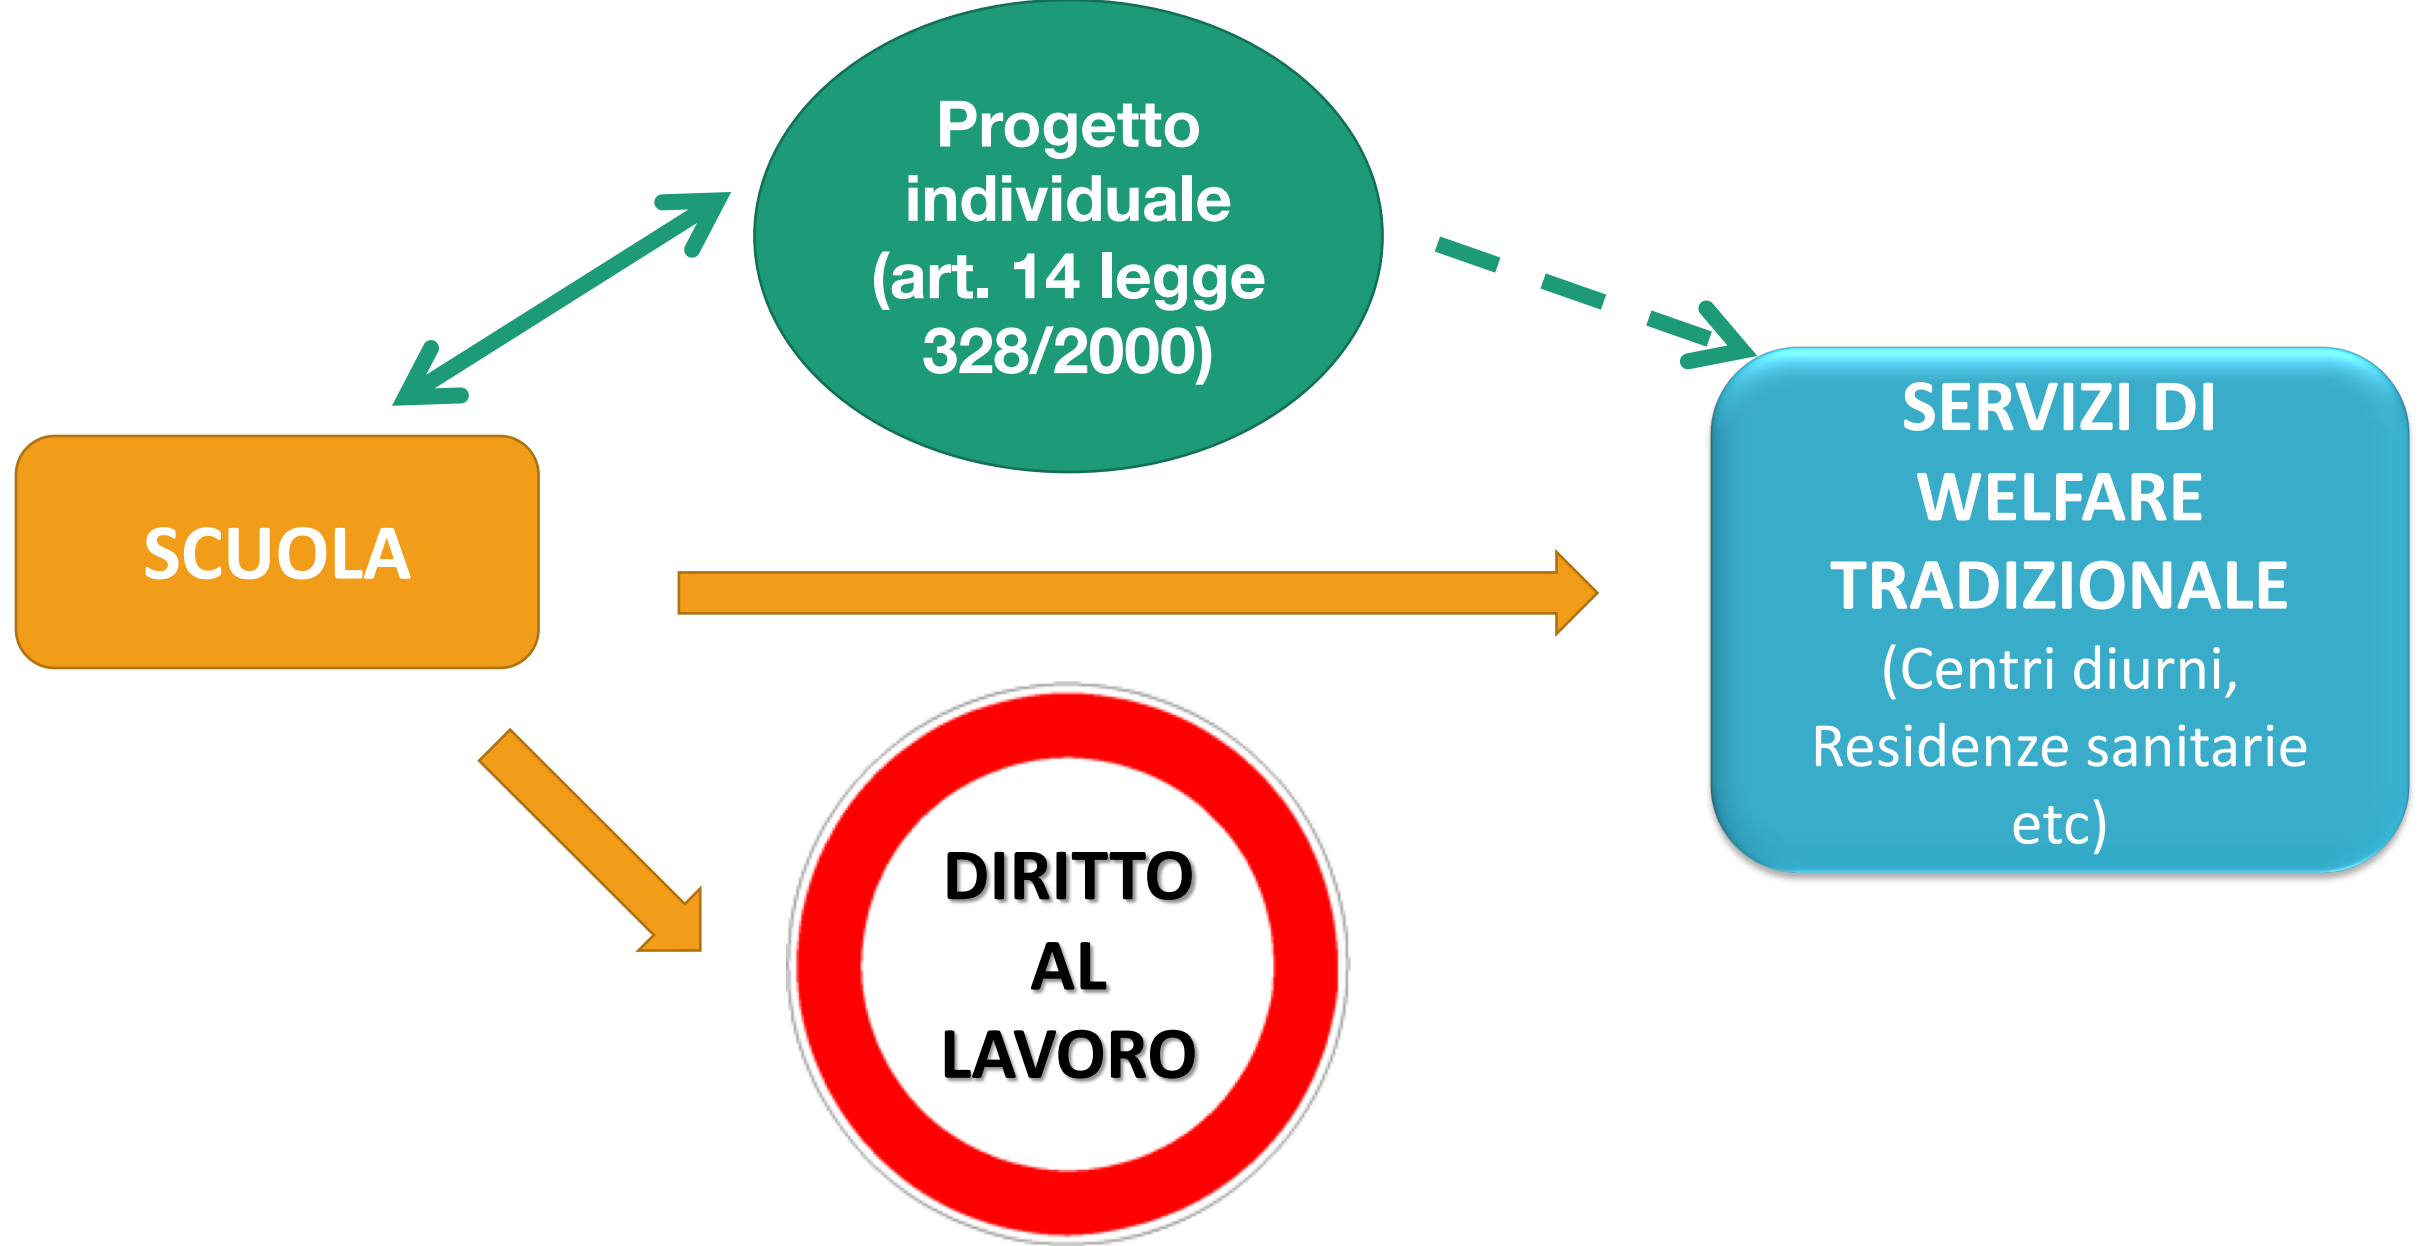 Progetto
individuale
(art. 14 legge
328/2000)
SCUOLA
SERVIZI DI
WELFARE
TRADIZIONALE
(Centri diurni,
Residenze sanitarie
etc)
DIRITTO
AL
LAVORO